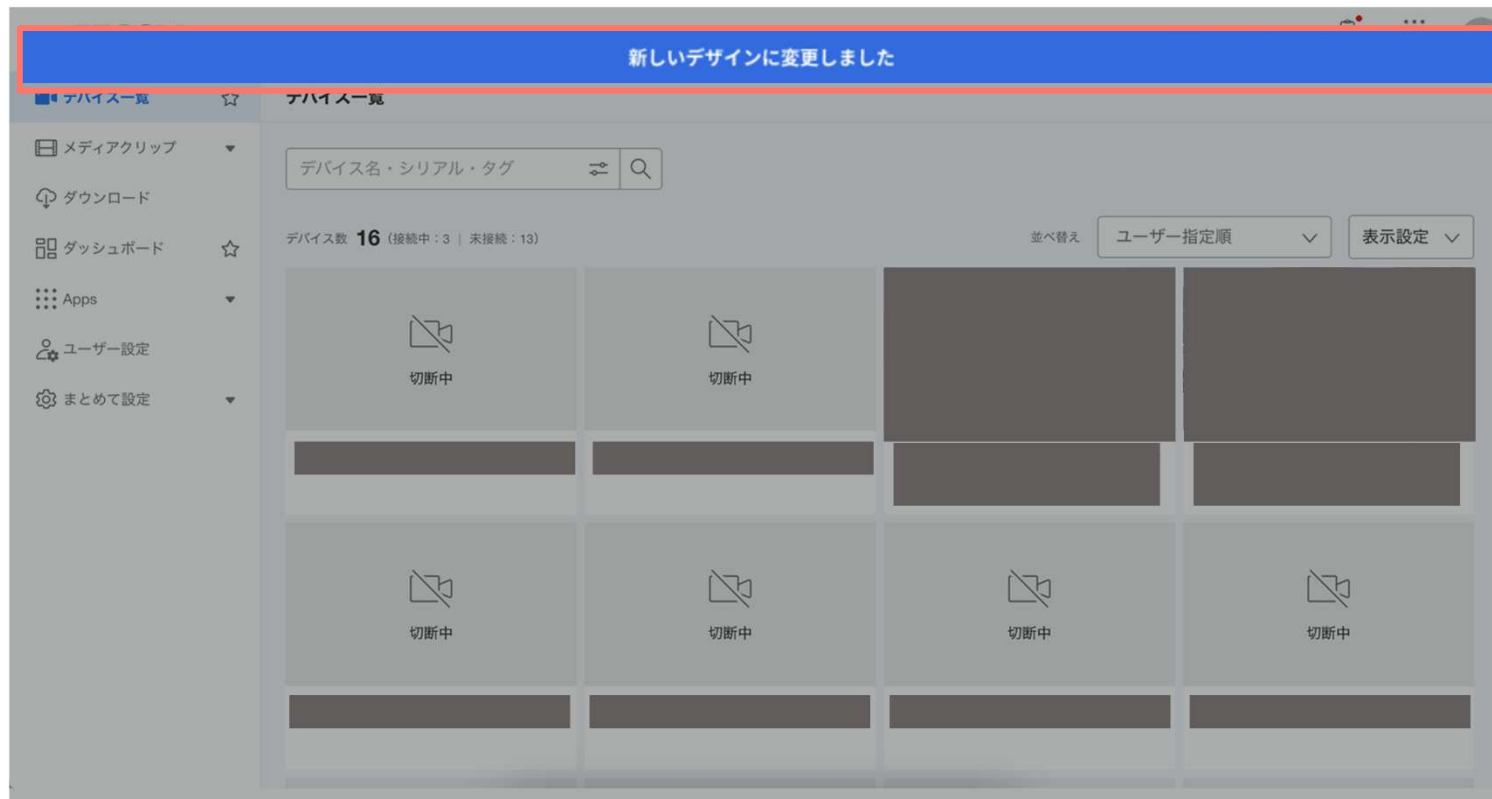 新しいデザインに変更しました
デバイス一覧
デバイス一覧
メディアクリップ
デバイス名・シリアル・タグ
ダウンロード
ダッシュボード
デバイス数 16 (接続中:3 | 未接続:13)
並べ替え ユーザー指定順 表示設定
Apps
ユーザー設定
まとめて設定
切断中 切断中
切断中 切断中 切断中 切断中